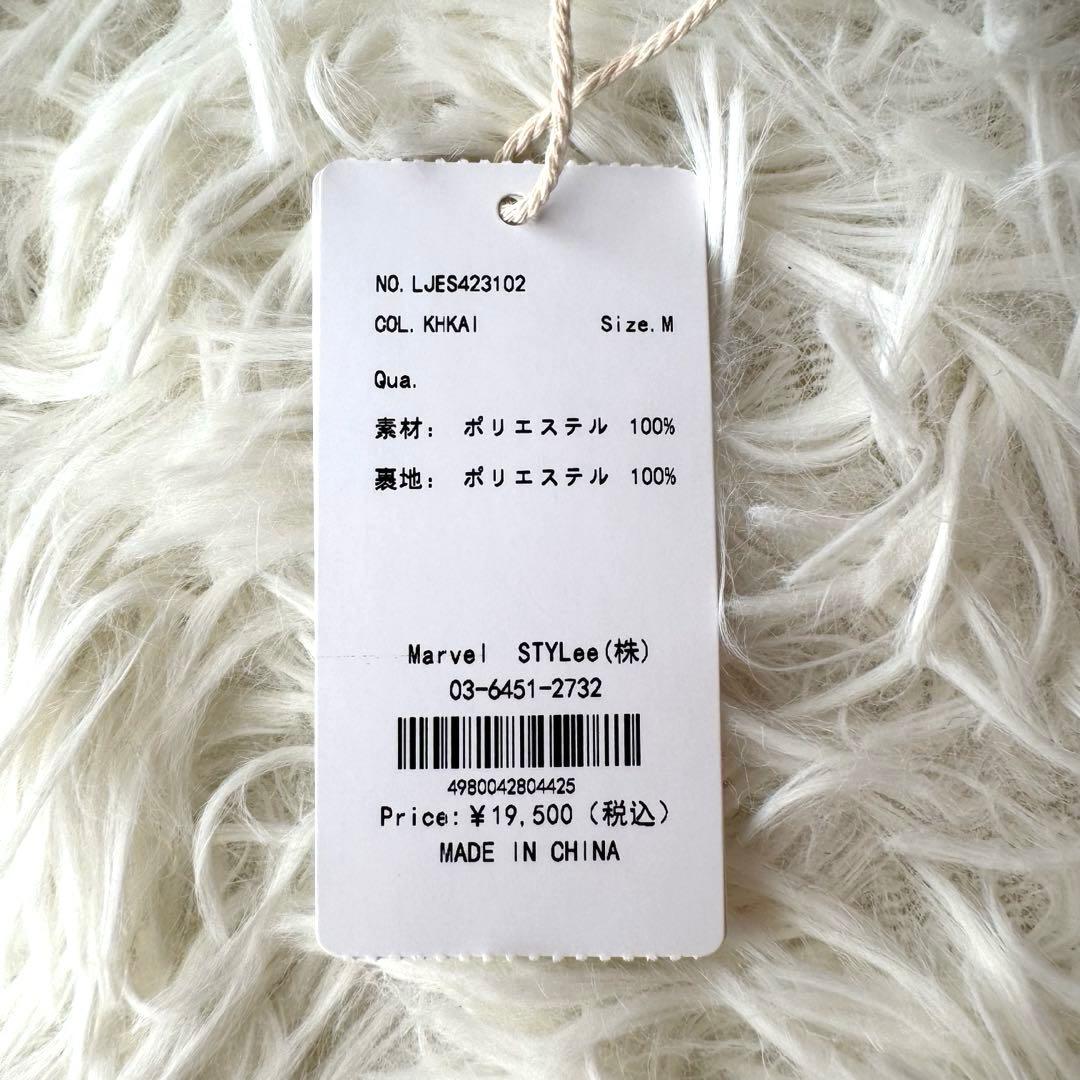 NO. LJES423102
COL. KHKAI Size. M
Qua.
素材: ポリエステル 100%
裏地: ポリエステル 100%
Marvel STYLee(株)
03-6451-2732
4980042804425
Price:¥19,500(税込)
MADE IN CHINA